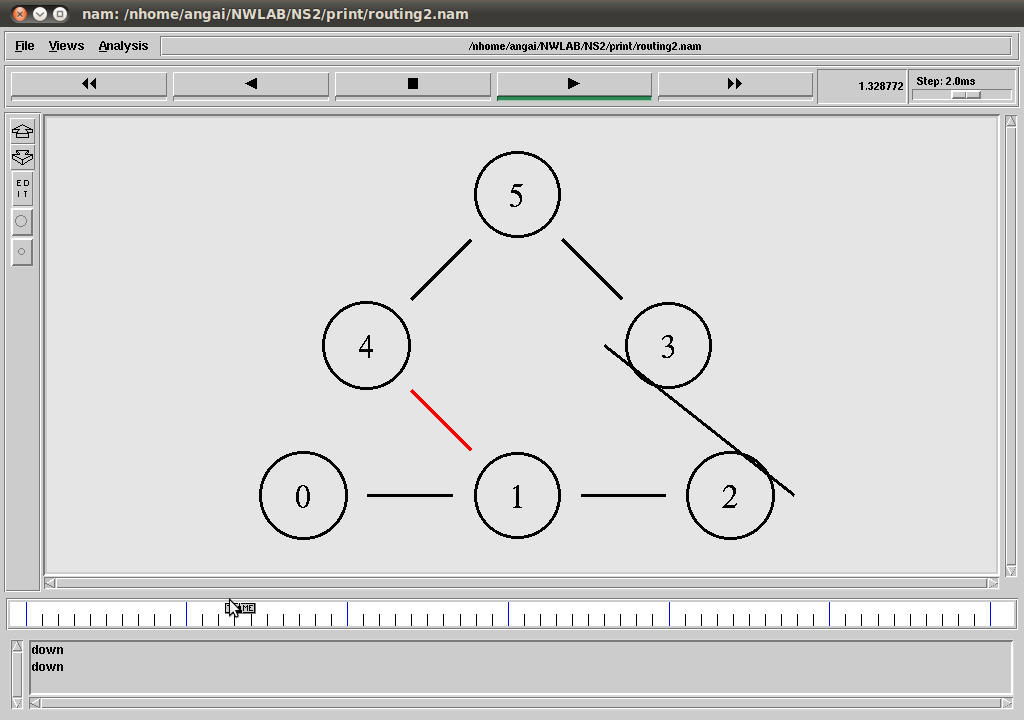 nam: /nhome/angai/NWLAB/NS2/print/routing2.nam
File Views Analysis /nhome/angai/NWLAB/NS2/print/routing2.nam
1.328772 Step: 2.0ms
ED
IT
5
4 3
0 1 2
down
down